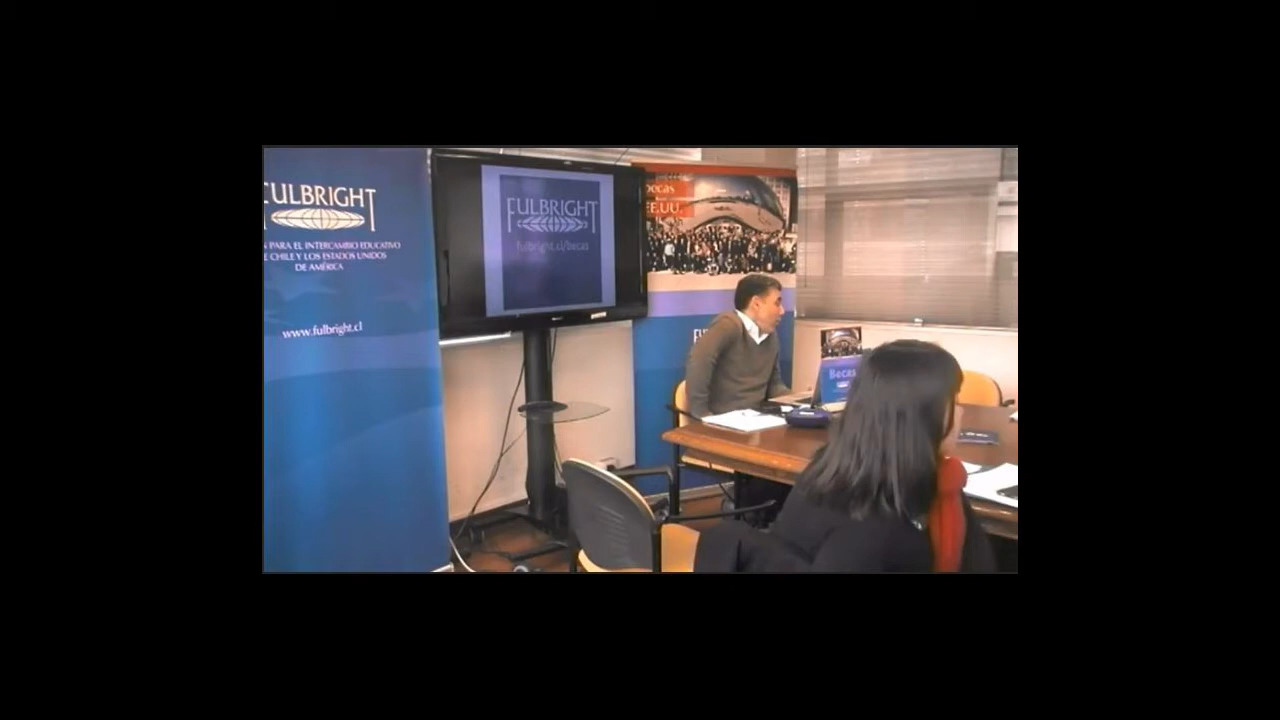 FULBRIGHT
PARA EL INTERCAMBIO EDUCATIVO
CHILE Y LOS ESTADOS UNIDOS
DE AMÉRICA
www.fulbright.cl
FULBRIGHT
fulbright.cl/becas
becas
EE.UU.
Becas